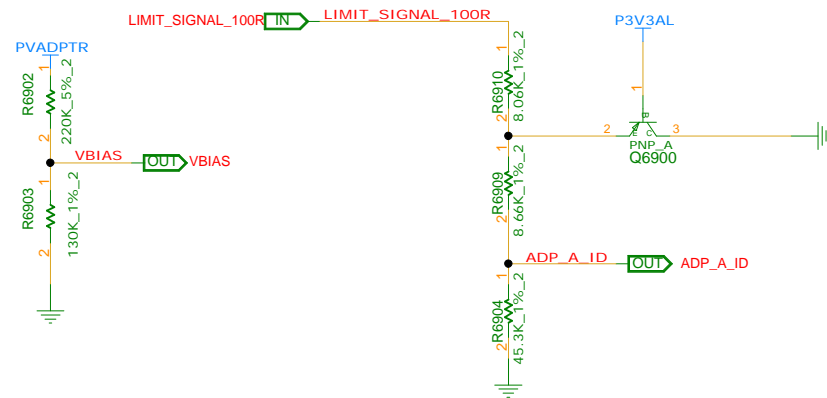 LIMIT_SIGNAL_100R
IN
LIMIT_SIGNAL_100R
P3V3AL
PVADPTR
1
R6902
220K_5%_2
2
VBIAS
OUT
VBIAS
1
R6903
130K_1%_2
2
1
R6910
8.06K_1%_2
2
1
B
2
E
C
3
PNP_A
Q6900
1
R6909
8.66K_1%_2
2
ADP_A_ID
OUT
ADP_A_ID
1
R6904
45.3K_1%_2
2